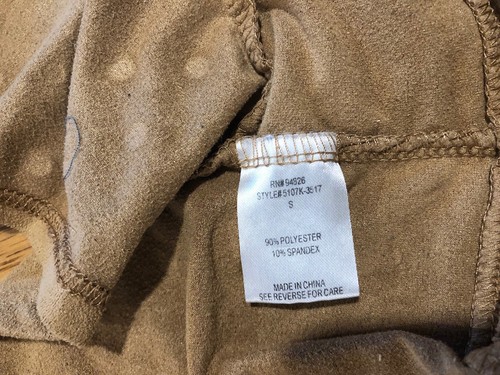 RN# 94926
STYLE# 5107K-3517
S
90% POLYESTER
10% SPANDEX
MADE IN CHINA
SEE REVERSE FOR CARE